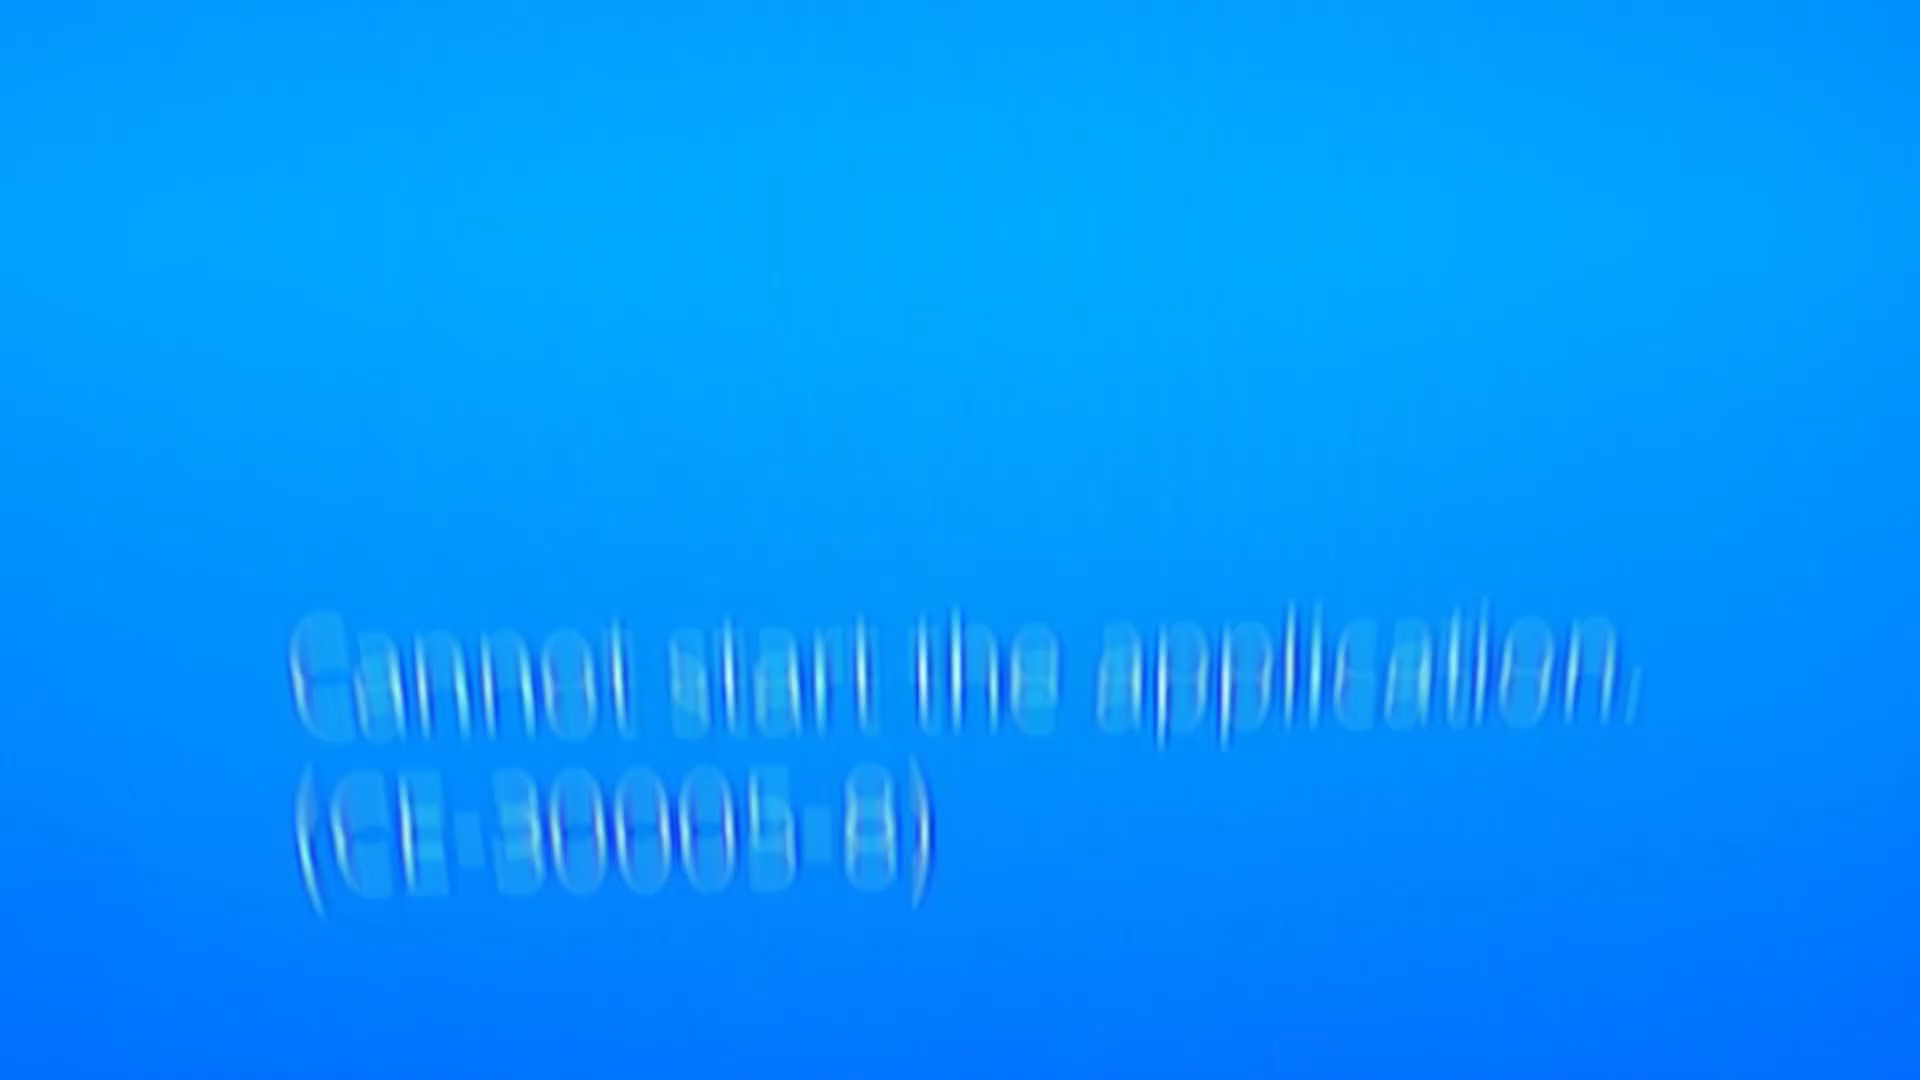 Cannot start the application.
(CE-30005-8)